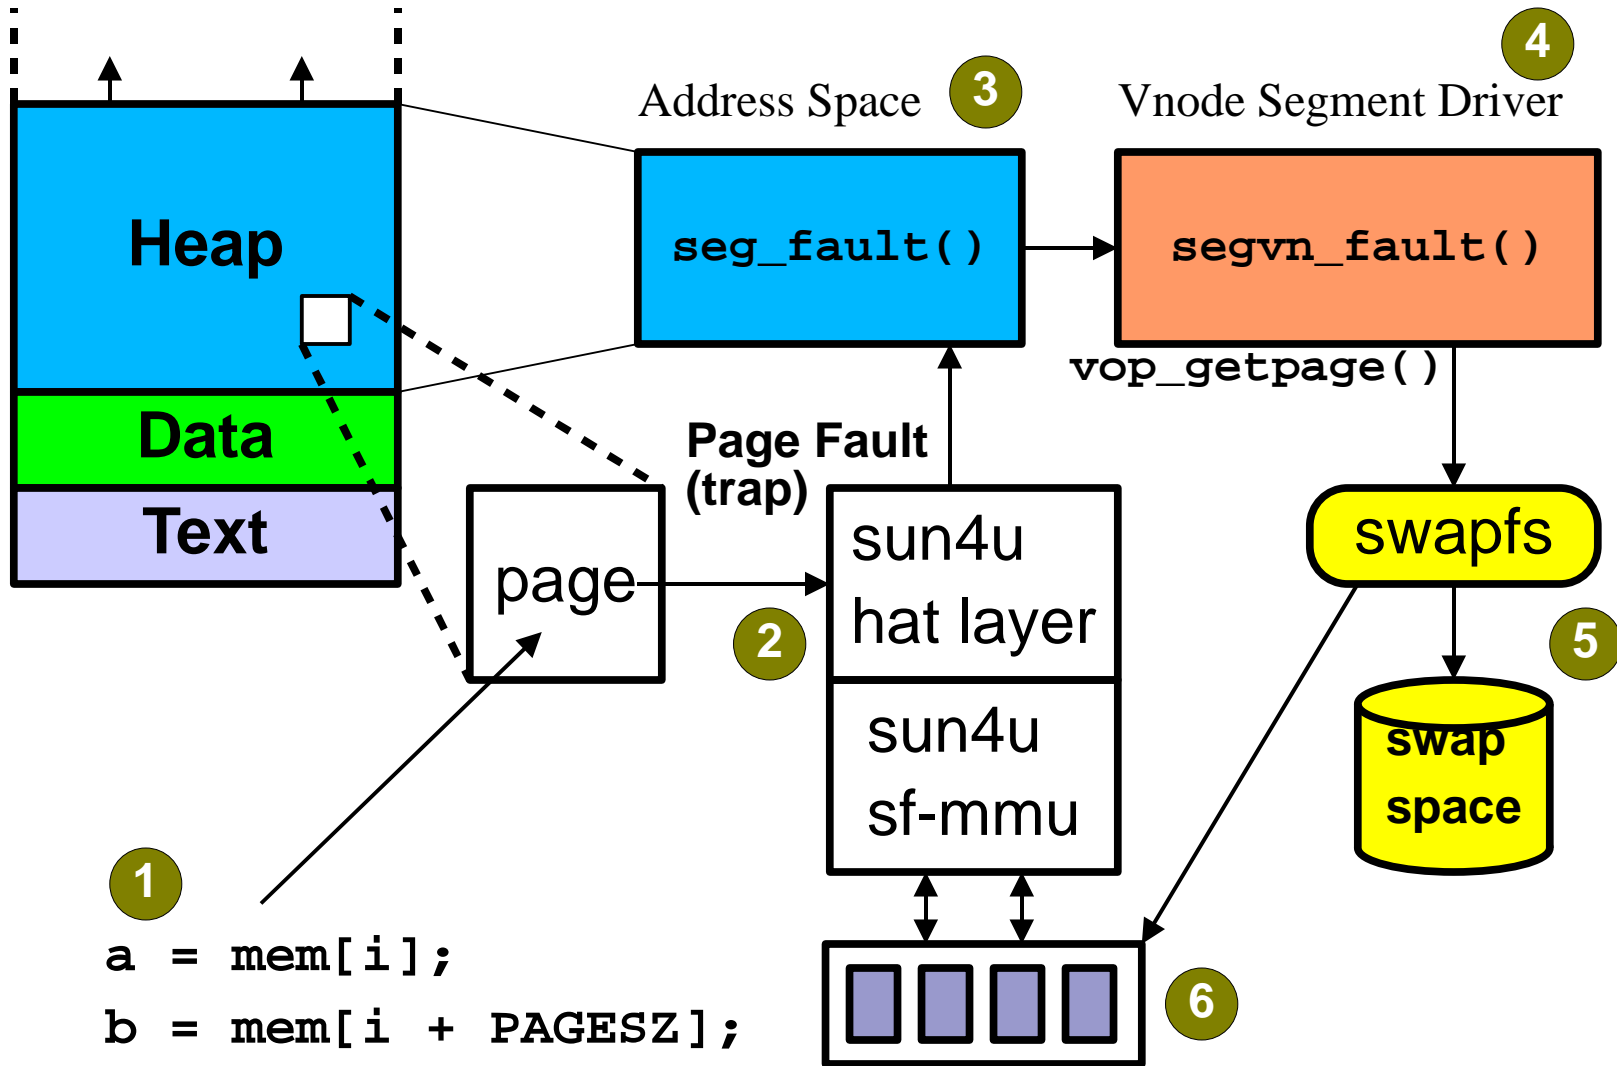 4
3
Address Space
Vnode Segment Driver
Heap
seg_fault()
segvn_fault()
vop_getpage()
Data
Page Fault
(trap)
Text
sun4u
hat layer
swapfs
page
2
5
sun4u
sf-mmu
swap
space
1
a = mem[i];
b = mem[i + PAGESZ];
6